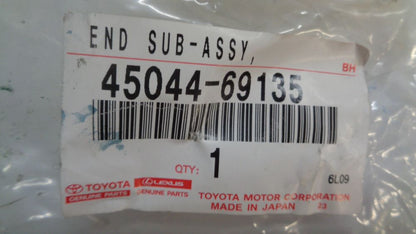 END SUB-ASSY,
BH
45044-69135
QTY: 1
6L09
TOYOTA LEXUS
GENUINE PARTS GENUINE PARTS
TOYOTA MOTOR CORPORATION
MADE IN JAPAN 23